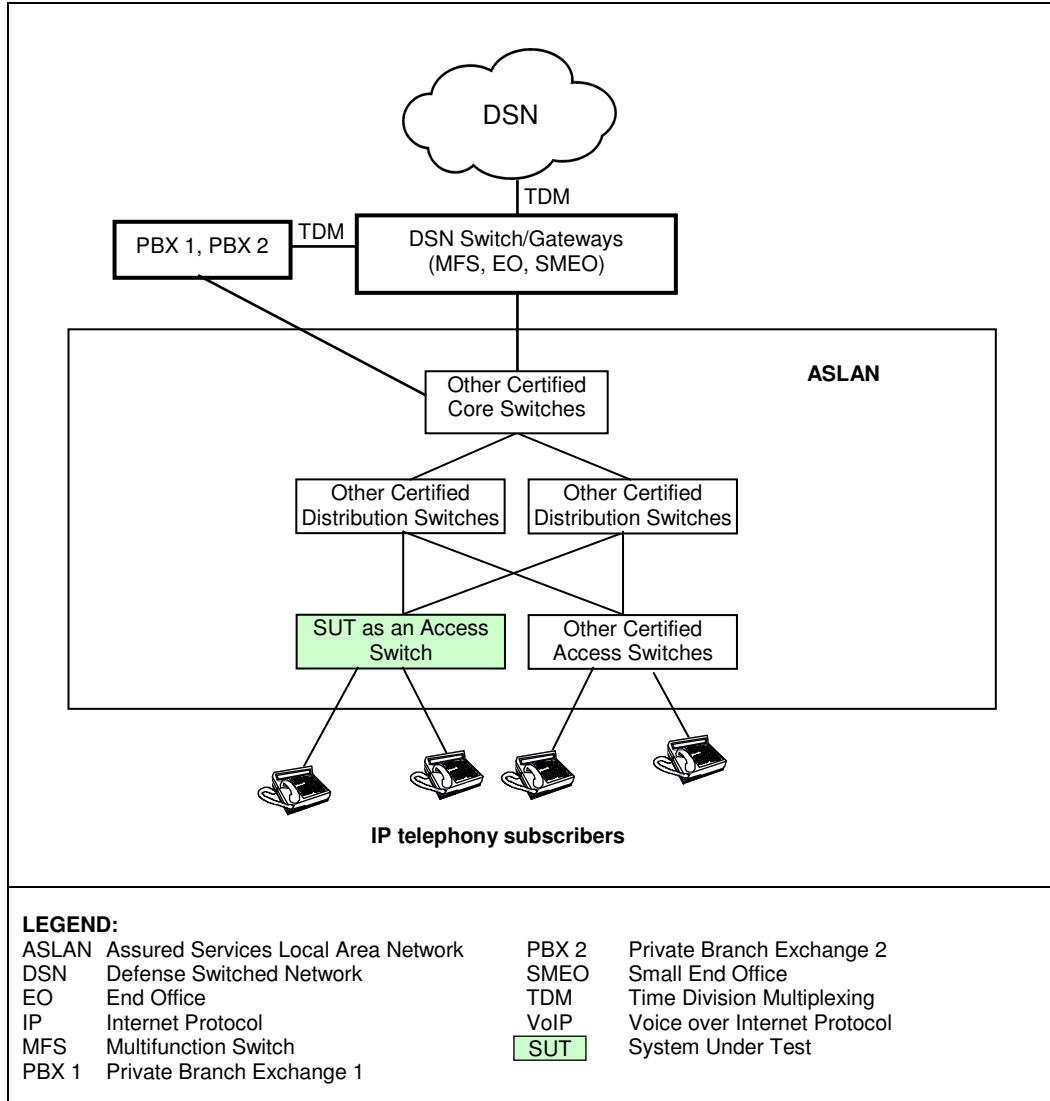 DSN
TDM
TDM
PBX 1, PBX 2
DSN Switch/Gateways
(MFS, EO, SMEO)
ASLAN
Other Certified
Core Switches
Other Certified
Distribution Switches
Other Certified
Distribution Switches
SUT as an Access
Switch
Other Certified
Access Switches
IP telephony subscribers
LEGEND:
ASLAN Assured Services Local Area Network
DSN Defense Switched Network
EO End Office
IP Internet Protocol
MFS Multifunction Switch
PBX 1 Private Branch Exchange 1
PBX 2 Private Branch Exchange 2
SMEO Small End Office
TDM Time Division Multiplexing
VoIP Voice over Internet Protocol
SUT System Under Test